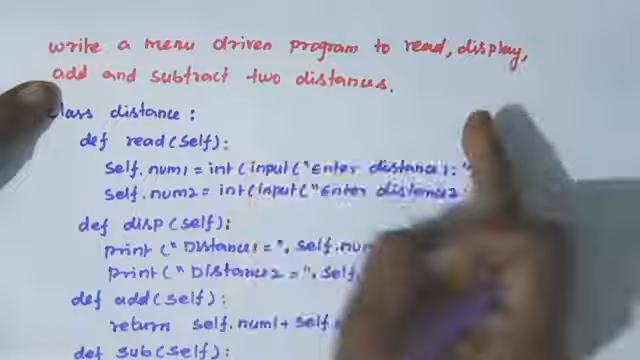 write a menu driven program to read, display,
add and subtract two distances.
class distance:
def read(self):
self.num1 = int(input("Enter distance1:"
self.num2 = int(input("Enter distance2
def disp(self):
print ("Distance1 =", self.num
print ("Distance2 =", self.
def add(self):
return self.num1+ self.
def sub(self):